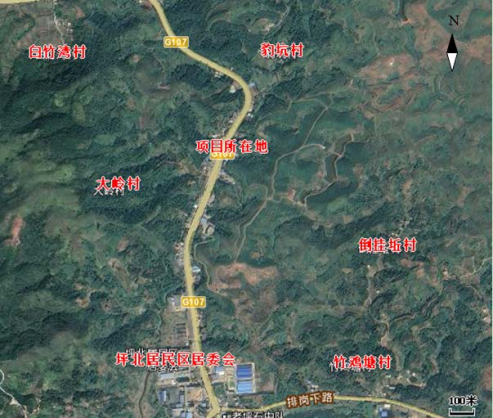 N
G107
白竹湾村
豹坑村
项目所在地
G107
大岭村
倒挂坵村
G107
坪北居民区居委会
竹鸡塘村
排岗下路
100米